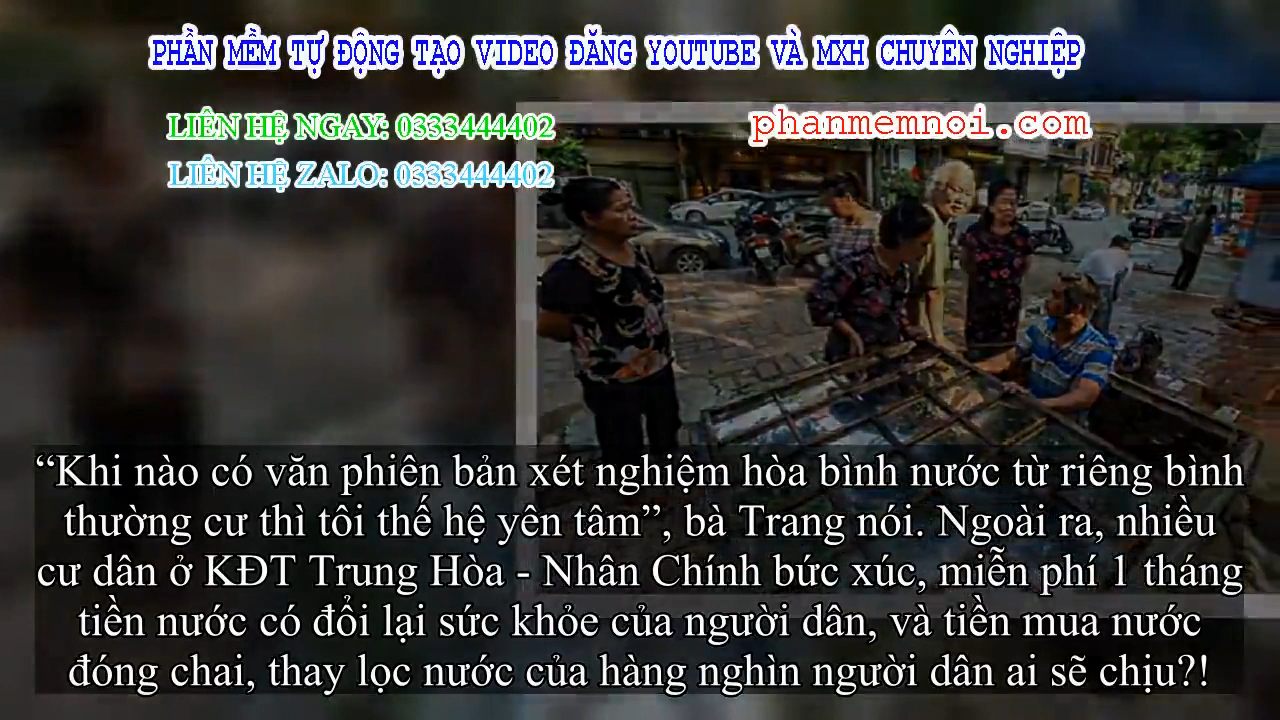 PHẦN MỀM TỰ ĐỘNG TẠO VIDEO ĐĂNG YOUTUBE VÀ MXH CHUYÊN NGHIỆP
LIÊN HỆ NGAY: 0333444402
phanmemnoi.com
LIÊN HỆ ZALO: 0333444402
“Khi nào có văn phiên bản xét nghiệm hòa bình nước từ riêng bình
thường cư thì tôi thế hệ yên tâm”, bà Trang nói. Ngoài ra, nhiều
cư dân ở KĐT Trung Hòa - Nhân Chính bức xúc, miễn phí 1 tháng
tiền nước có đổi lại sức khỏe của người dân, và tiền mua nước
đóng chai, thay lọc nước của hàng nghìn người dân ai sẽ chịu?!